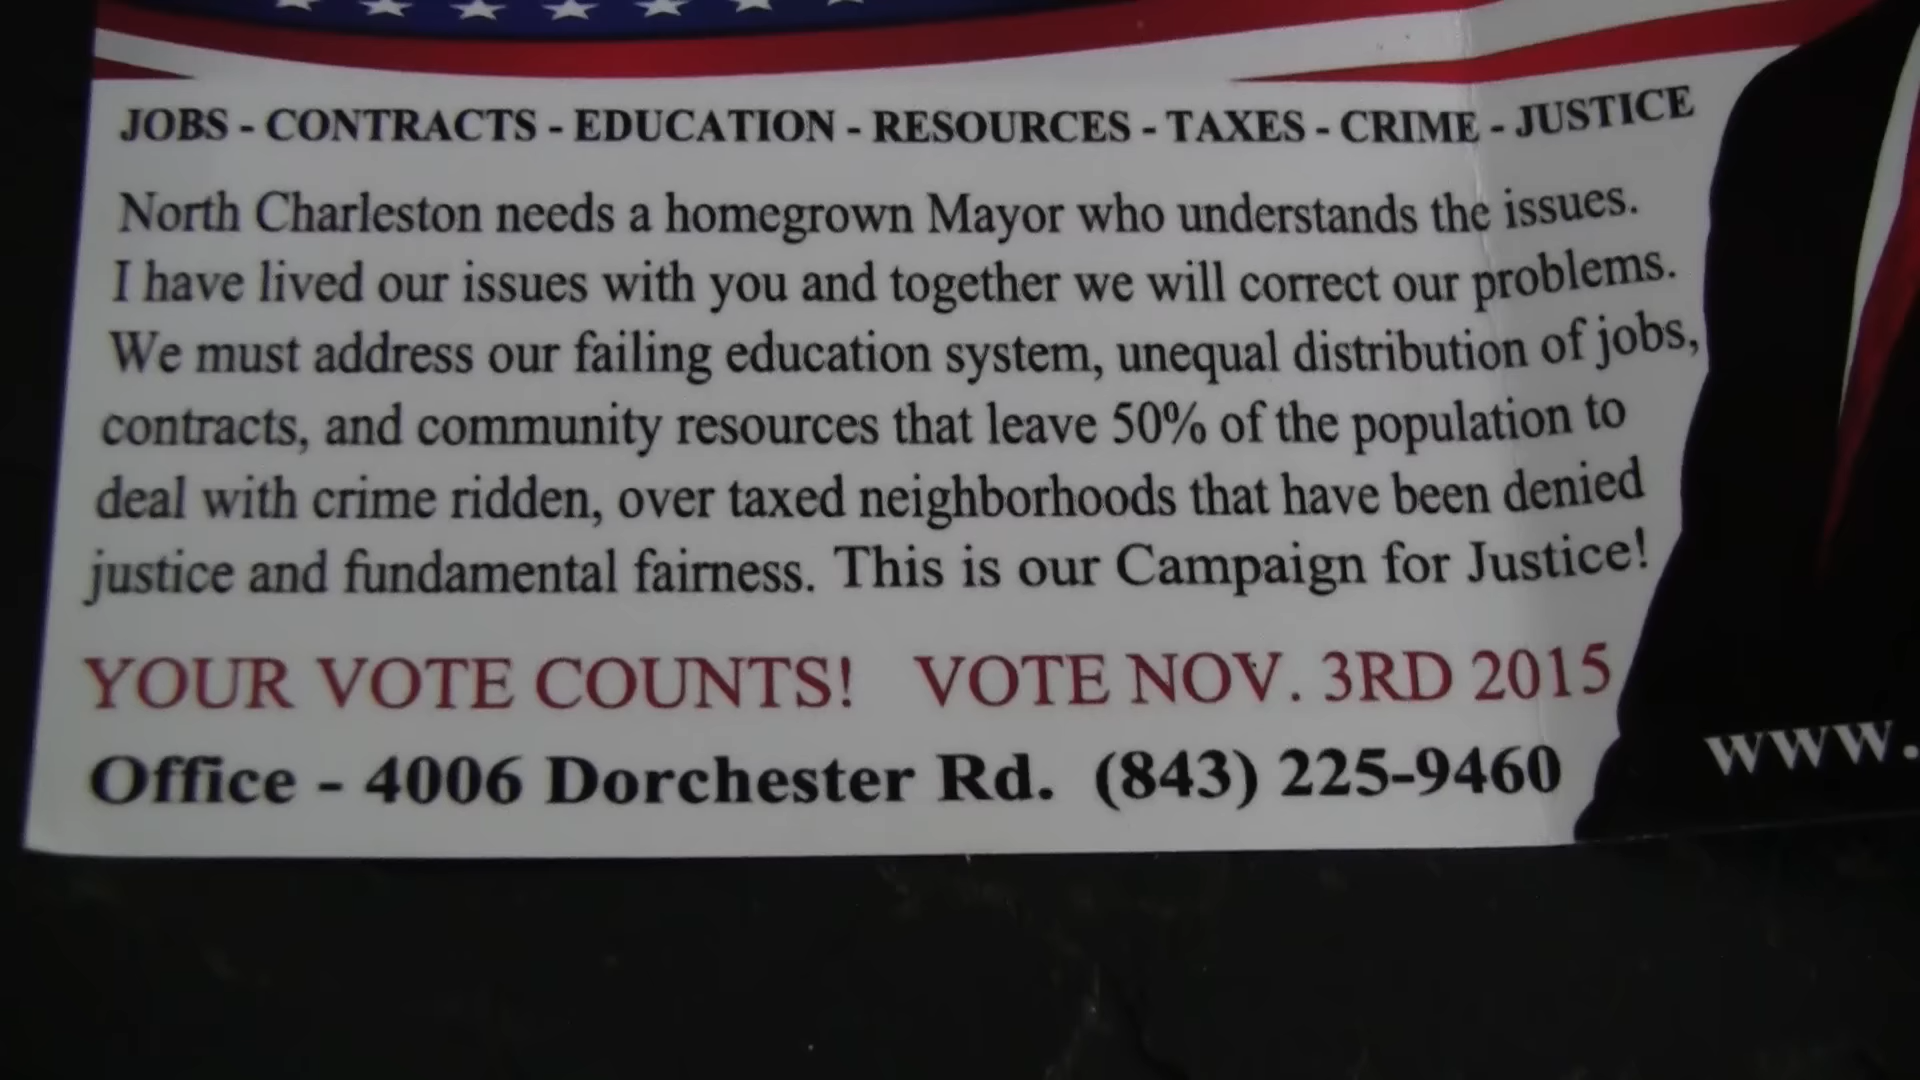 JOBS - CONTRACTS - EDUCATION - RESOURCES - TAXES - CRIME - JUSTICE
North Charleston needs a homegrown Mayor who understands the issues.
I have lived our issues with you and together we will correct our problems.
We must address our failing education system, unequal distribution of jobs,
contracts, and community resources that leave 50% of the population to
deal with crime ridden, over taxed neighborhoods that have been denied
justice and fundamental fairness. This is our Campaign for Justice!
YOUR VOTE COUNTS! VOTE NOV. 3RD 2015
Office - 4006 Dorchester Rd. (843) 225-9460
www.